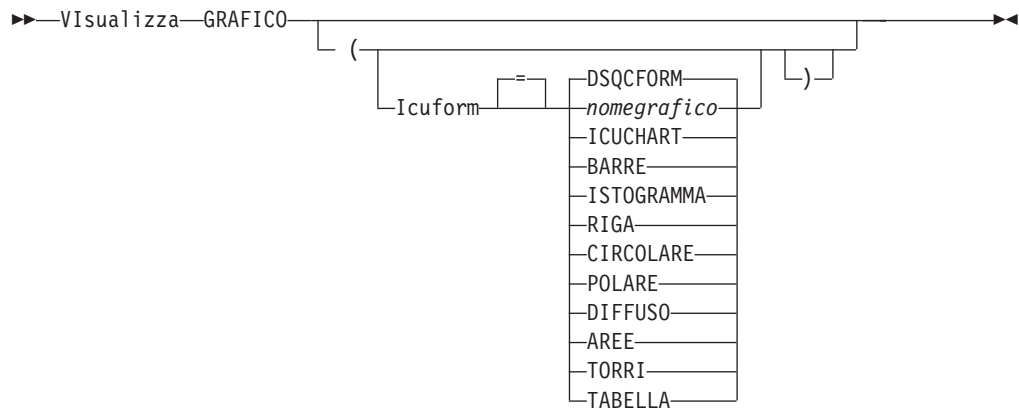 VIsualizza GRAFICO
(
)
Icuform
=
DSQCFORM
nomegrafico
ICUCHART
BARRE
ISTOGRAMMA
RIGA
CIRCOLARE
POLARE
DIFFUSO
AREE
TORRI
TABELLA